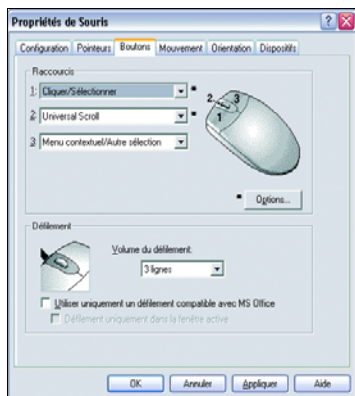 Propriétés de Souris
Configuration Pointeurs Boutons Mouvement Orientation Dispositifs
Raccourcis
1: Cliquer/Sélectionner
2: Universal Scroll
3: Menu contextuel/Autre sélection
2 3
1
Options...
Défilement
Volume du défilement:
3 lignes
Utiliser uniquement un défilement compatible avec MS Office
Défilement uniquement dans la fenêtre active
OK Annuler Appliquer Aide